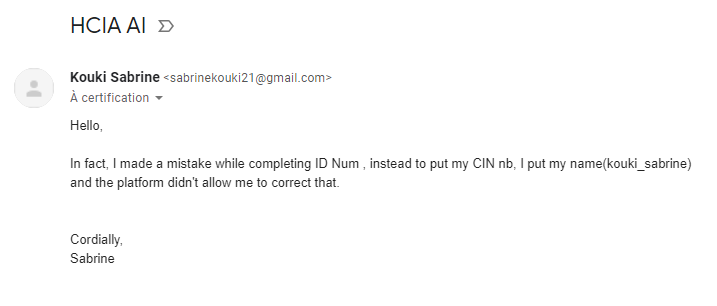 HCIA AI
Kouki Sabrine <sabrinekouki21@gmail.com>
À certification
Hello,
In fact, I made a mistake while completing ID Num , instead to put my CIN nb, I put my name(kouki_sabrine)
and the platform didn't allow me to correct that.
Cordially,
Sabrine